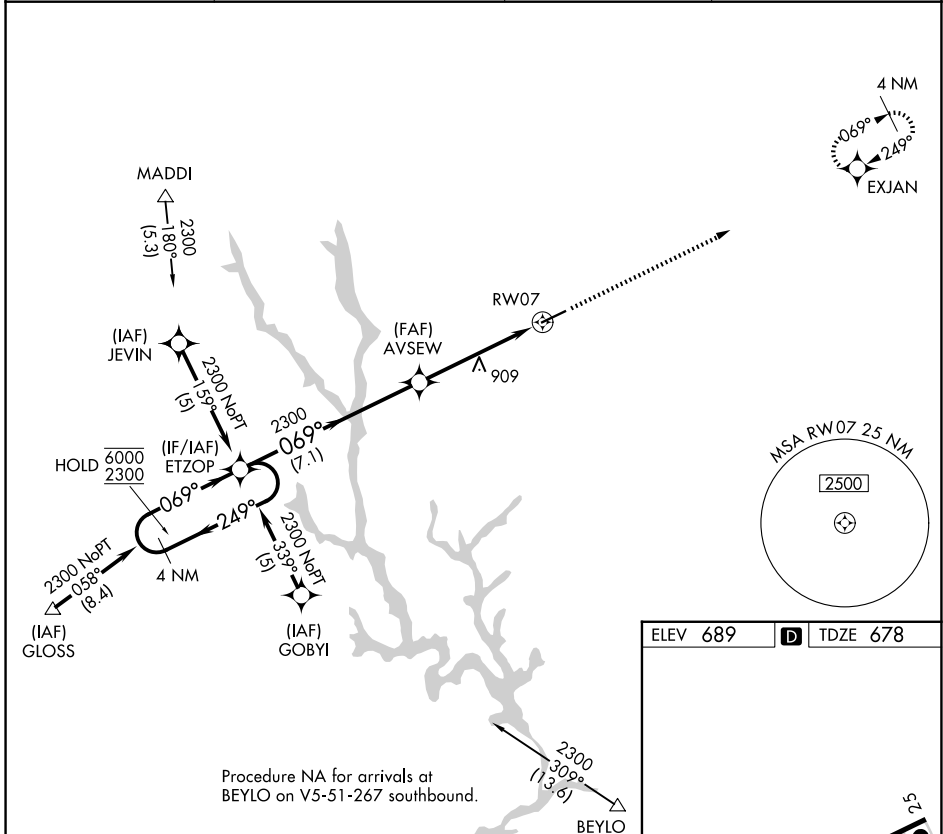 4 NM
069°
249°
EXJAN
MADDI
2300
180°
(5.3)
RW07
(IAF)
JEVIN
(FAF)
AVSEW
909
2300 NoPT
159°
(5)
2300
069°
(7.1)
(IF/IAF)
ETZOP
HOLD 6000
2300
069°
249°
4 NM
MSA RW07 25 NM
2500
2300 NoPT
058°
(8.4)
2300 NoPT
339°
(5)
(IAF)
GLOSS
(IAF)
GOBYI
ELEV 689 D TDZE 678
Procedure NA for arrivals at
BEYLO on V5-51-267 southbound.
2300
309°
(13.6)
BEYLO
25